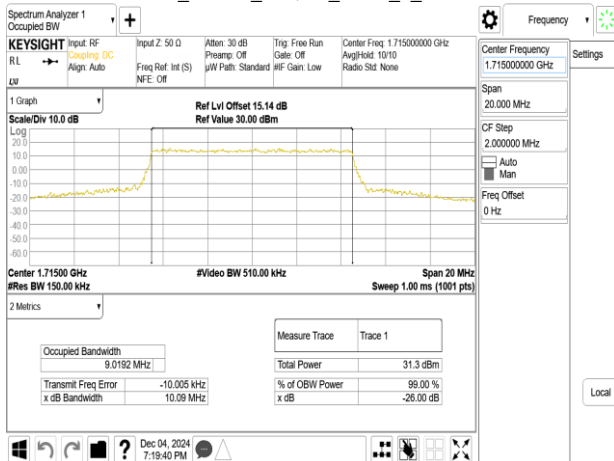 Spectrum Analyzer 1
Occupied BW
Frequency
KEYSIGHT
RL
LXI
Input: RF
Coupling: DC
Align: Auto
Input Z: 50 Ω
Freq Ref: Int (S)
NFE: Off
Atten: 30 dB
Preamp: Off
µW Path: Standard
Trig: Free Run
Gate: Off
#IF Gain: Low
Center Freq: 1.715000000 GHz
Avg|Hold: 10/10
Radio Std: None
Center Frequency
1.715000000 GHz
Settings
Span
20.000 MHz
CF Step
2.000000 MHz
Auto
Man
Freq Offset
0 Hz
Local
1 Graph
Scale/Div 10.0 dB
Ref Lvl Offset 15.14 dB
Ref Value 30.00 dBm
Log
20.0
10.0
0.00
-10.0
-20.0
-30.0
-40.0
-50.0
-60.0
Center 1.71500 GHz
#Video BW 510.00 kHz
Span 20 MHz
#Res BW 150.00 kHz
Sweep 1.00 ms (1001 pts)
2 Metrics
Measure Trace Trace 1
Occupied Bandwidth
9.0192 MHz
Total Power 31.3 dBm
Transmit Freq Error -10.005 kHz
% of OBW Power 99.00 %
x dB Bandwidth 10.09 MHz
x dB -26.00 dB
Dec 04, 2024
7:19:40 PM